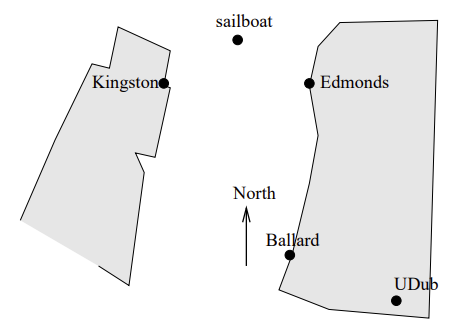 sailboat
Kingston
Edmonds
North
Ballard
UDub